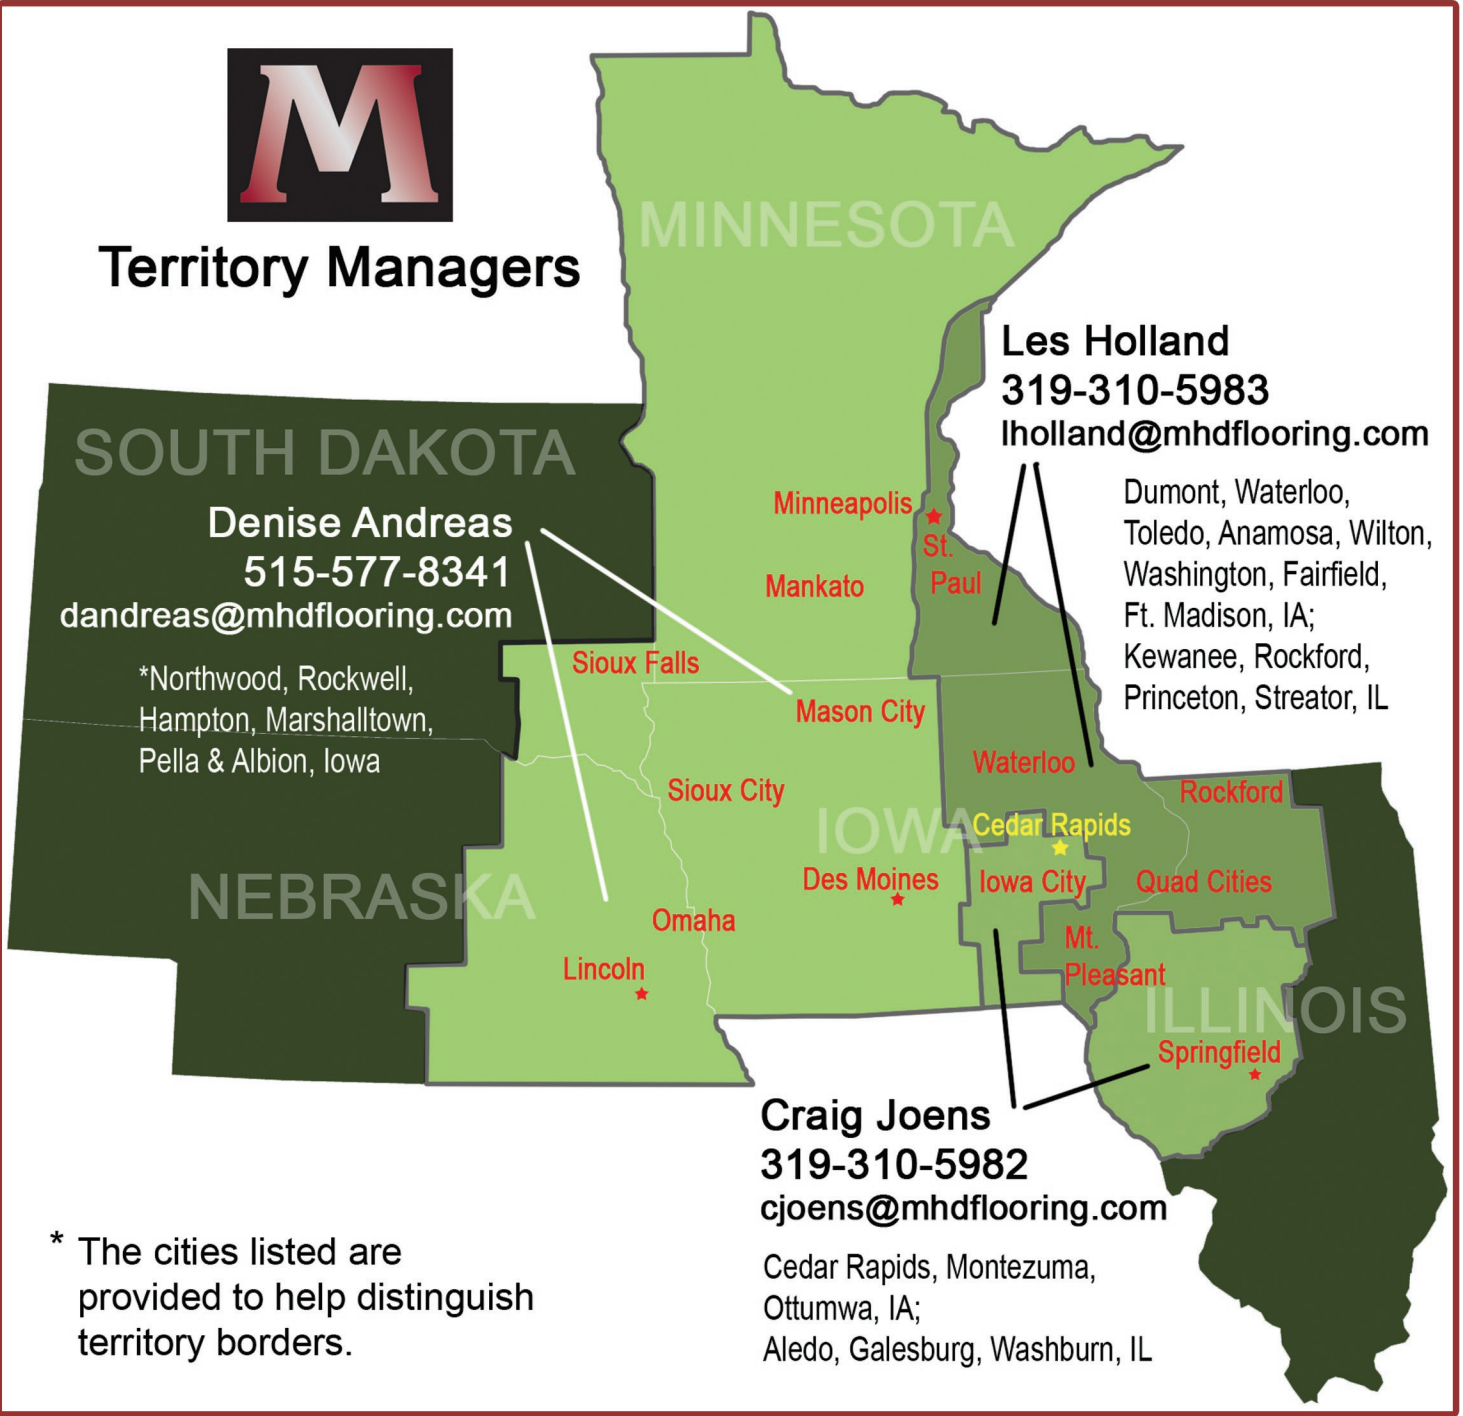 M
Territory Managers
MINNESOTA
Les Holland
319-310-5983
lholland@mhdflooring.com
Dumont, Waterloo,
Toledo, Anamosa, Wilton,
Washington, Fairfield,
Ft. Madison, IA;
Kewanee, Rockford,
Princeton, Streator, IL
SOUTH DAKOTA
Denise Andreas
515-577-8341
dandreas@mhdflooring.com
*Northwood, Rockwell,
Hampton, Marshalltown,
Pella & Albion, Iowa
Minneapolis
St.
Paul
Mankato
Sioux Falls
Mason City
Waterloo
Sioux City
Rockford
IOWA
Cedar Rapids
Des Moines
Iowa City
Quad Cities
NEBRASKA
Omaha
Lincoln
Mt.
Pleasant
ILLINOIS
Springfield
Craig Joens
319-310-5982
cjoens@mhdflooring.com
Cedar Rapids, Montezuma,
Ottumwa, IA;
Aledo, Galesburg, Washburn, IL
* The cities listed are
provided to help distinguish
territory borders.